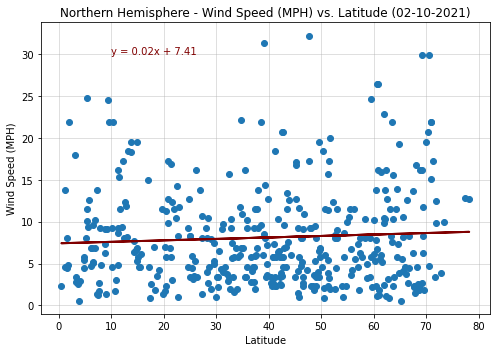 Northern Hemisphere - Wind Speed (MPH) vs. Latitude (02-10-2021)
y = 0.02x + 7.41
30
25
20
15
10
5
0
Wind Speed (MPH)
0 10 20 30 40 50 60 70 80
Latitude